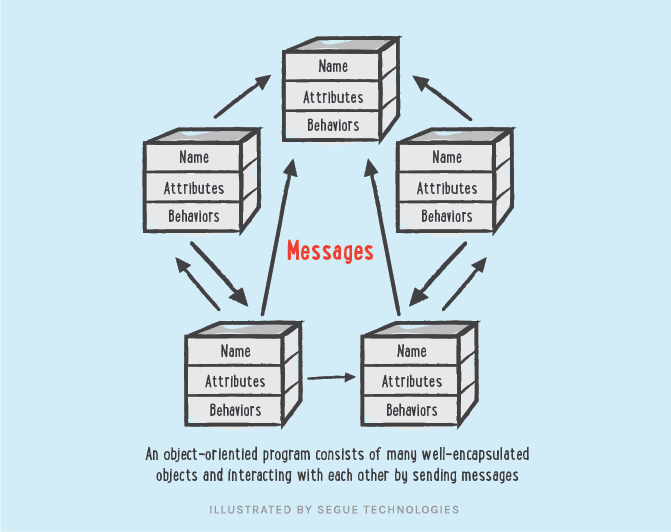 Name
Attributes
Behaviors
Name
Attributes
Behaviors
Name
Attributes
Behaviors
Messages
Name
Attributes
Behaviors
Name
Attributes
Behaviors
An object-orientied program consists of many well-encapsulated
objects and interacting with each other by sending messages
ILLUSTRATED BY SEGUE TECHNOLOGIES